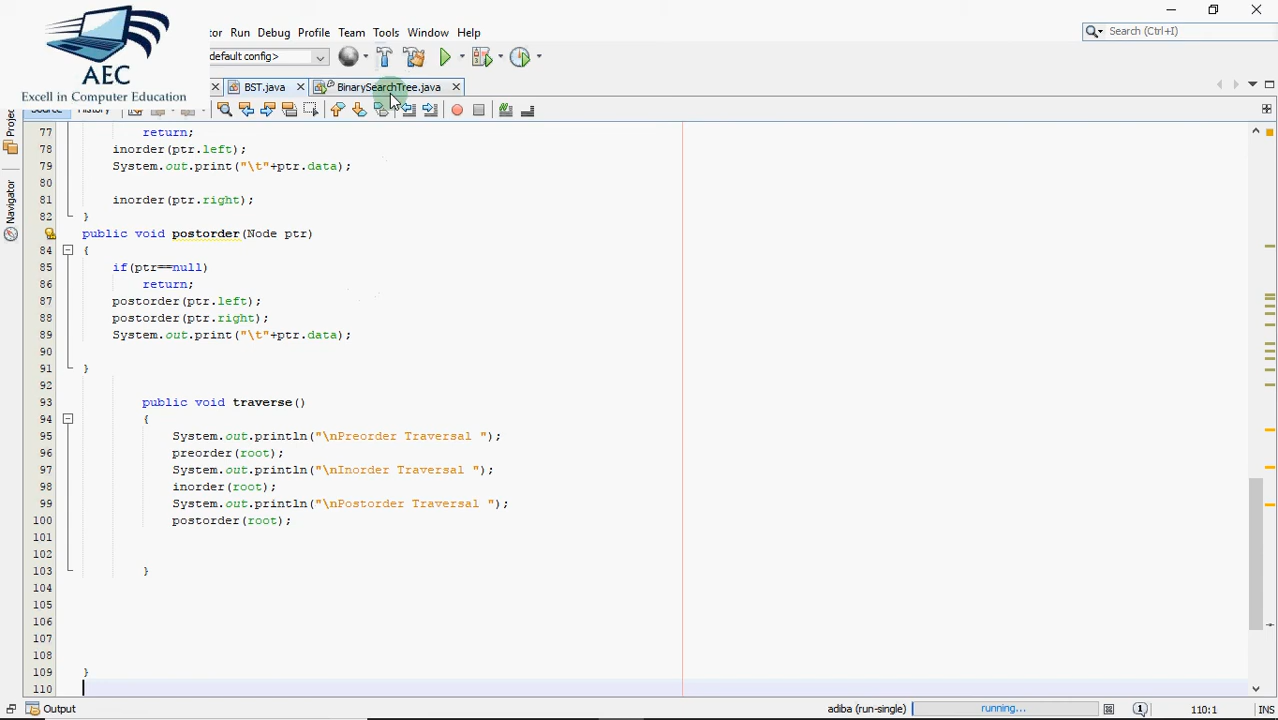 AEC
Excell in Computer Education
Run Debug Profile Team Tools Window Help
Search (Ctrl+I)
default config>
BST.java
BinarySearchTree.java
History
Projec
Navigator
77 return;
78 inorder(ptr.left);
79 System.out.print("\t"+ptr.data);
80
81 inorder(ptr.right);
82 }
public void postorder(Node ptr)
84 {
85 if(ptr==null)
86 return;
87 postorder(ptr.left);
88 postorder(ptr.right);
89 System.out.print("\t"+ptr.data);
90
91 }
92
93 public void traverse()
94 {
95 System.out.println("\nPreorder Traversal ");
96 preorder(root);
97 System.out.println("\nInorder Traversal ");
98 inorder(root);
99 System.out.println("\nPostorder Traversal ");
100 postorder(root);
101
102
103 }
104
105
106
107
108
109 }
110
Output
adiba (run-single)
running...
1
110:1
INS